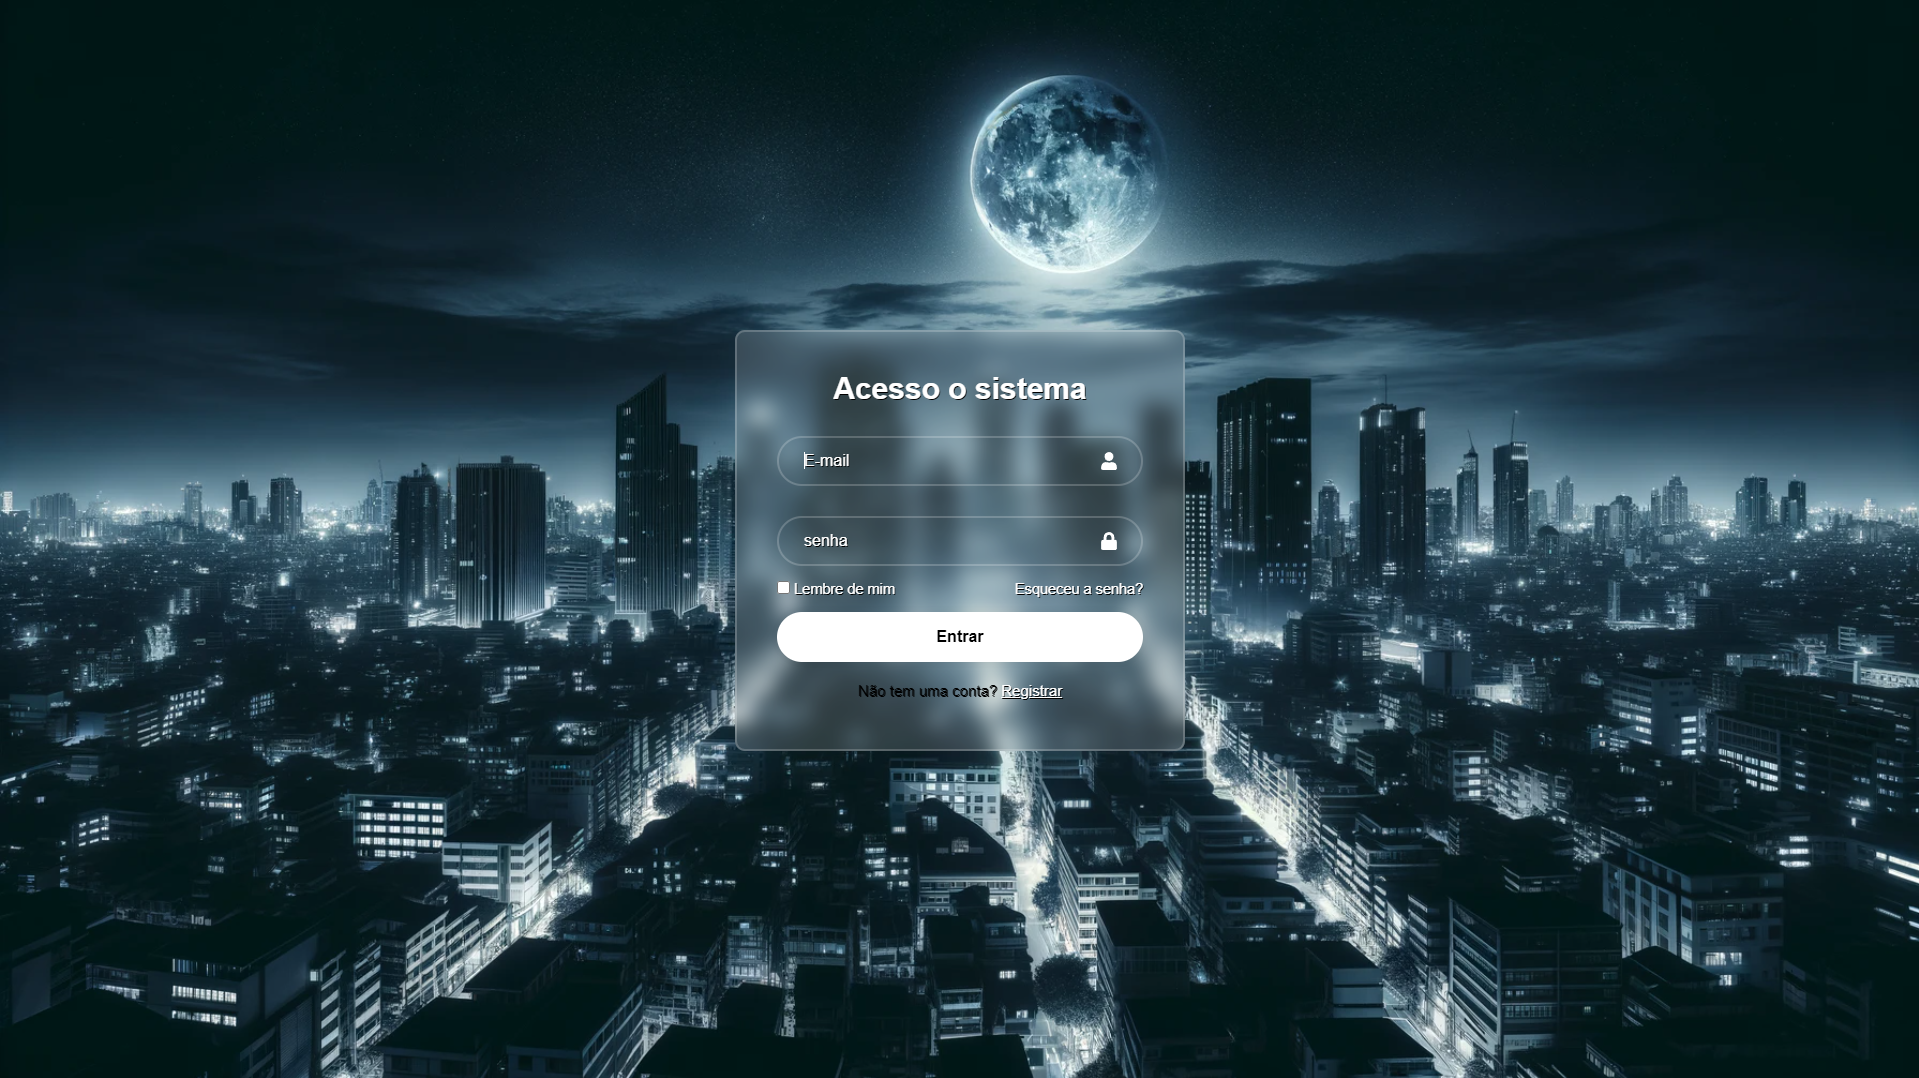 Acesso o sistema
E-mail
senha
Lembre de mim
Esqueceu a senha?
Entrar
Não tem uma conta? Registrar